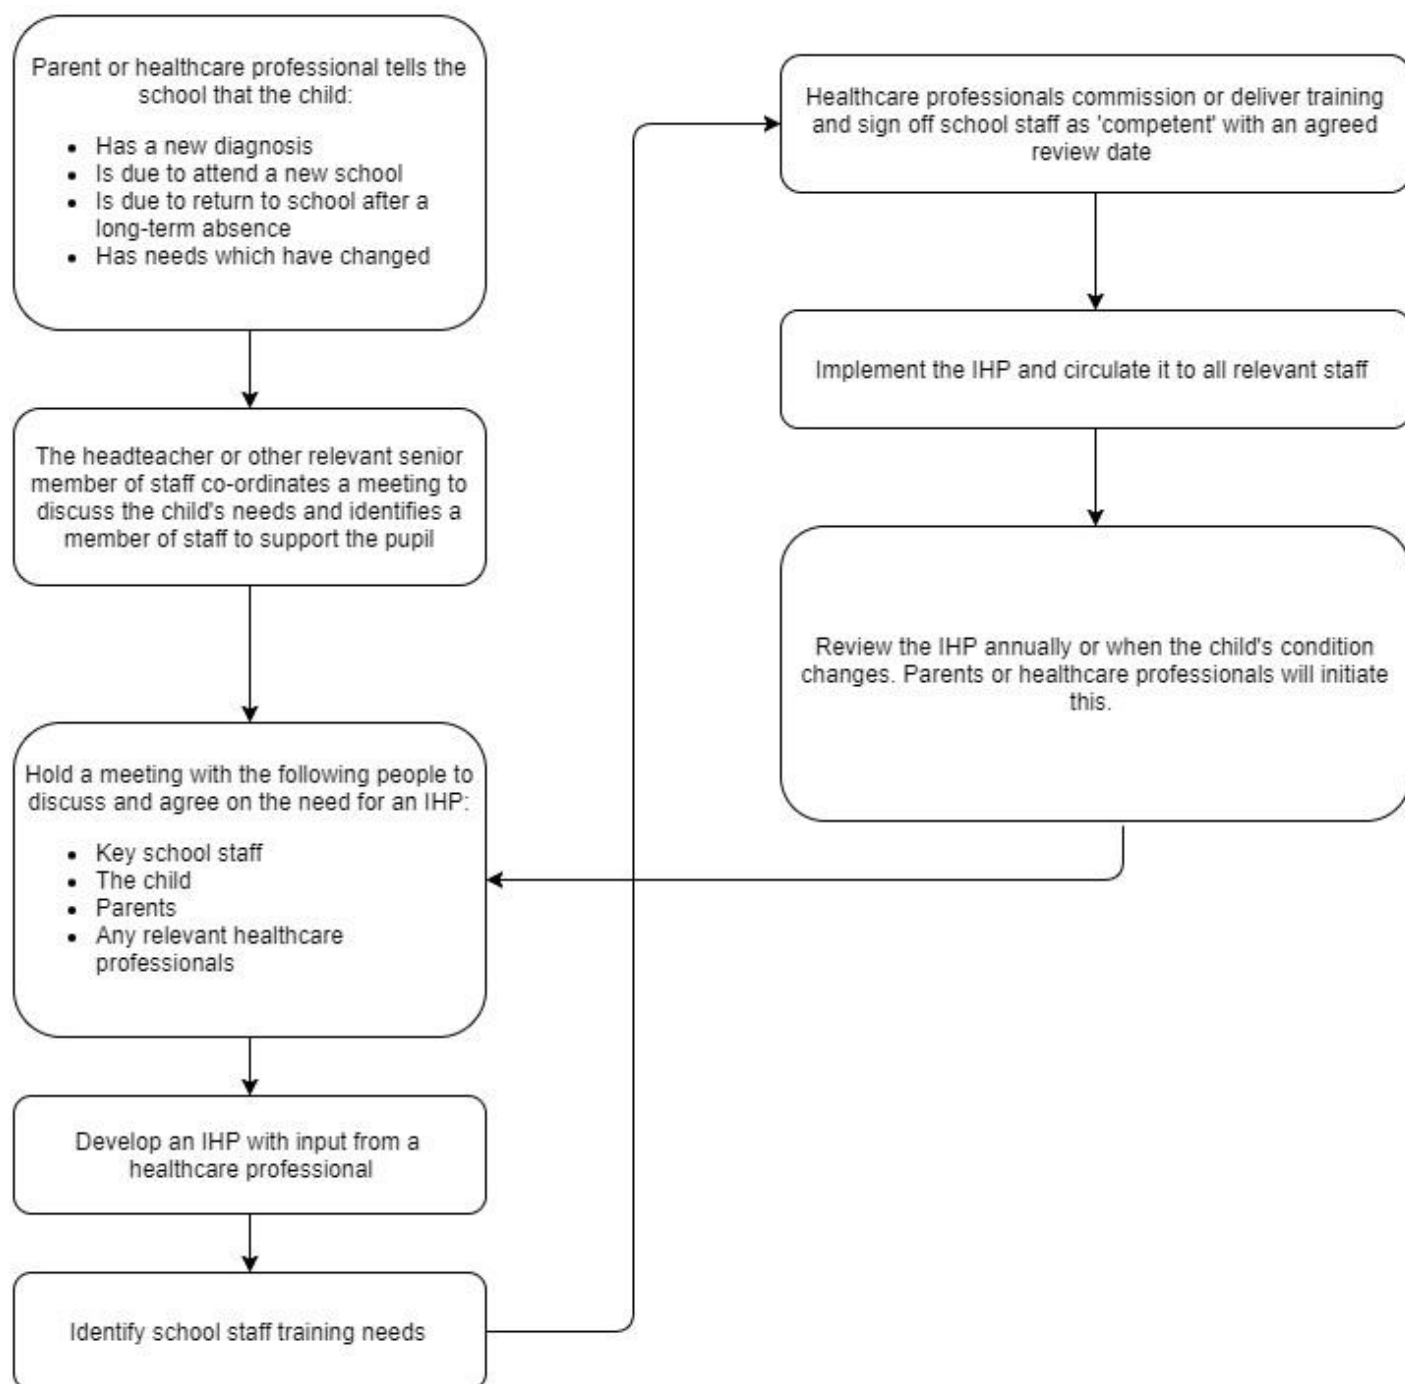 Parent or healthcare professional tells the
school that the child:
• Has a new diagnosis
• Is due to attend a new school
• Is due to return to school after a
long-term absence
• Has needs which have changed
The headteacher or other relevant senior
member of staff co-ordinates a meeting to
discuss the child's needs and identifies a
member of staff to support the pupil
Hold a meeting with the following people to
discuss and agree on the need for an IHP:
• Key school staff
• The child
• Parents
• Any relevant healthcare
professionals
Develop an IHP with input from a
healthcare professional
Identify school staff training needs
Healthcare professionals commission or deliver training
and sign off school staff as 'competent' with an agreed
review date
Implement the IHP and circulate it to all relevant staff
Review the IHP annually or when the child's condition
changes. Parents or healthcare professionals will initiate
this.